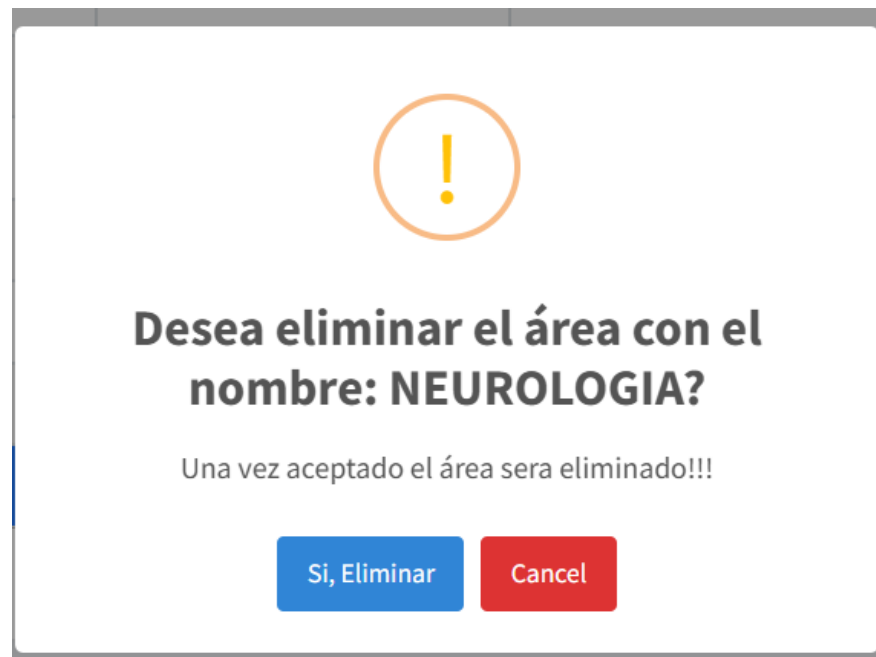 !
Desea eliminar el área con el
nombre: NEUROLOGIA?
Una vez aceptado el área sera eliminado!!!
Si, Eliminar
Cancel